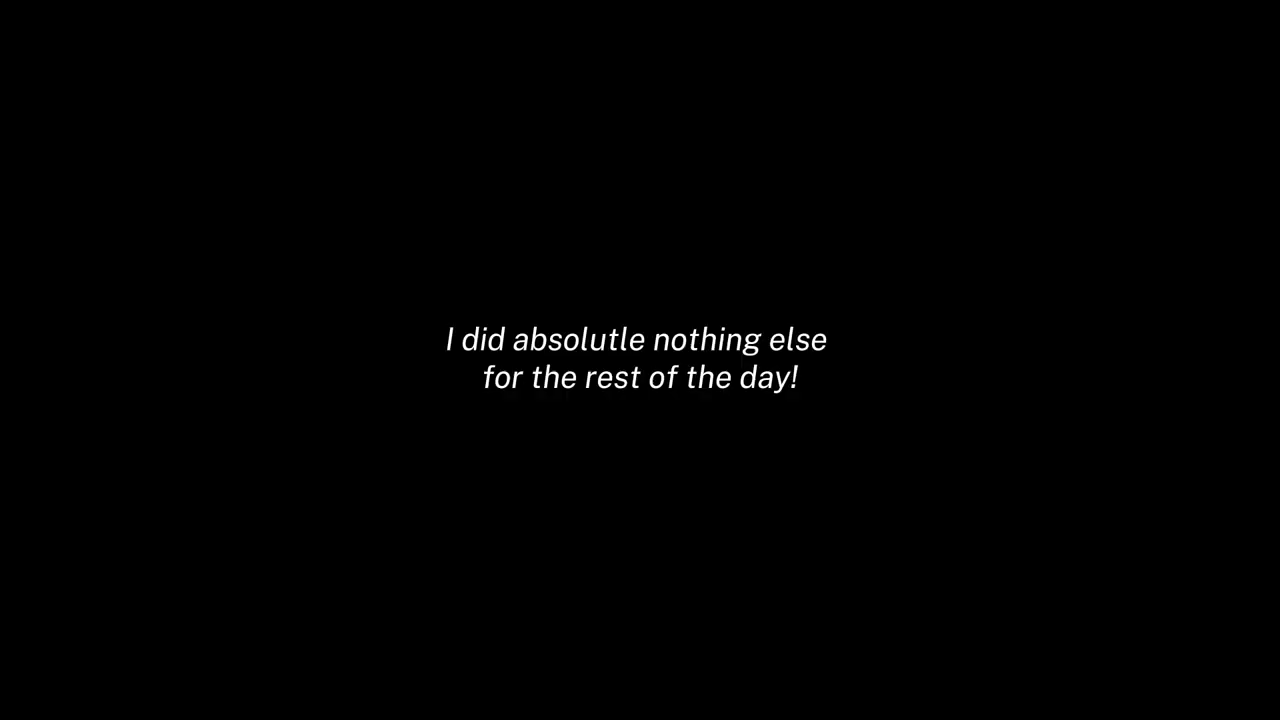 I did absolutle nothing else
for the rest of the day!